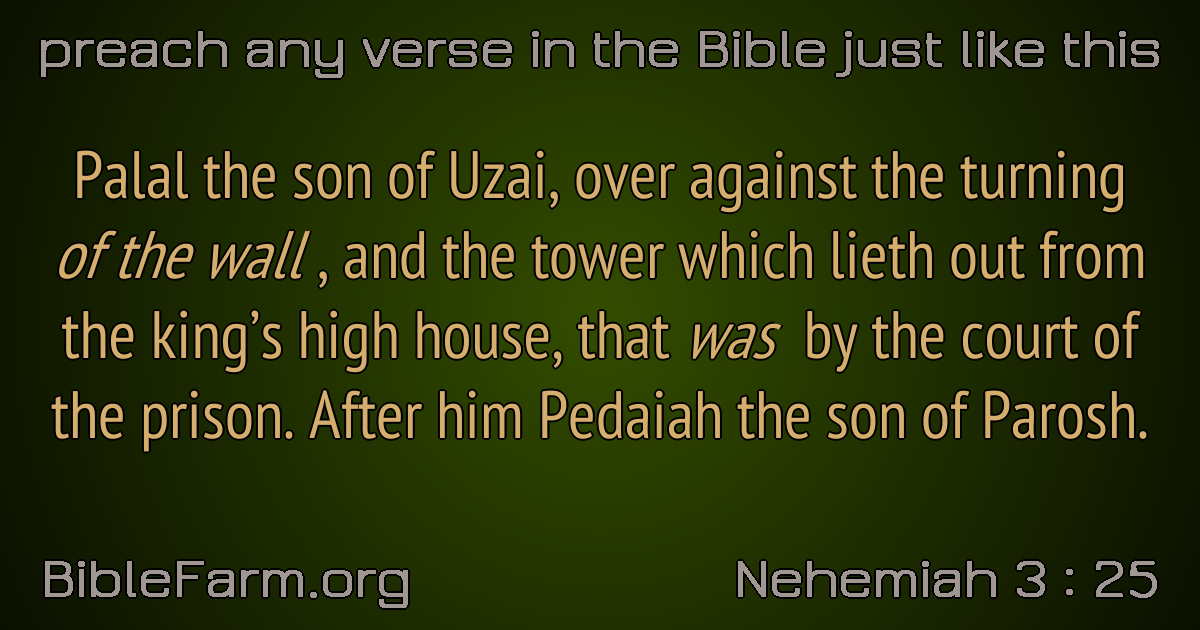 preach any verse in the Bible just like this
Palal the son of Uzai, over against the turning
of the wall , and the tower which lieth out from
the king’s high house, that was by the court of
the prison. After him Pedaiah the son of Parosh.
BibleFarm.org
Nehemiah 3 : 25